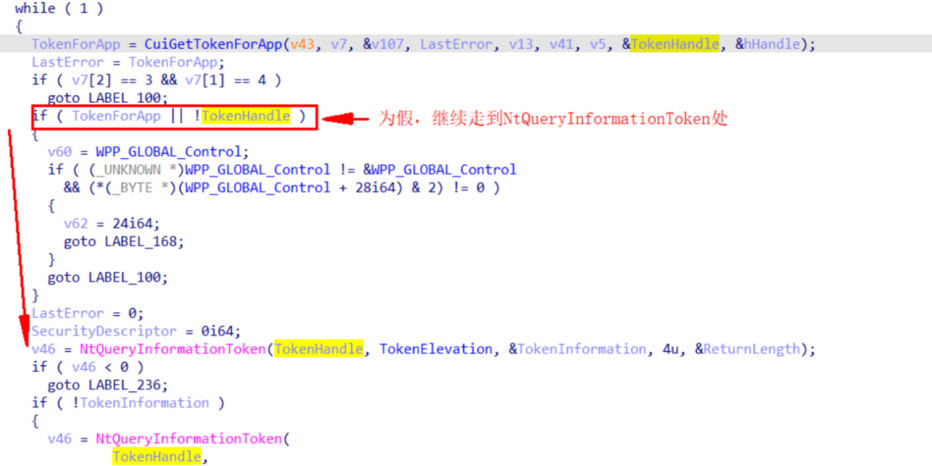 while ( 1 )
{
TokenForApp = CuiGetTokenForApp(v43, v7, &v107, LastError, v13, v41, v5, &TokenHandle, &hHandle);
LastError = TokenForApp;
if ( v7[2] == 3 && v7[1] == 4 )
goto LABEL_100;
if ( TokenForApp || !TokenHandle ) 为假，继续走到NtQueryInformationToken处
{
v60 = WPP_GLOBAL_Control;
if ( (_UNKNOWN *)WPP_GLOBAL_Control != &WPP_GLOBAL_Control
&& (*(_BYTE *)(WPP_GLOBAL_Control + 28i64) & 2) != 0 )
{
v62 = 24i64;
goto LABEL_168;
}
goto LABEL_100;
}
LastError = 0;
SecurityDescriptor = 0i64;
v46 = NtQueryInformationToken(TokenHandle, TokenElevation, &TokenInformation, 4u, &ReturnLength);
if ( v46 < 0 )
goto LABEL_236;
if ( !TokenInformation )
{
v46 = NtQueryInformationToken(
TokenHandle,